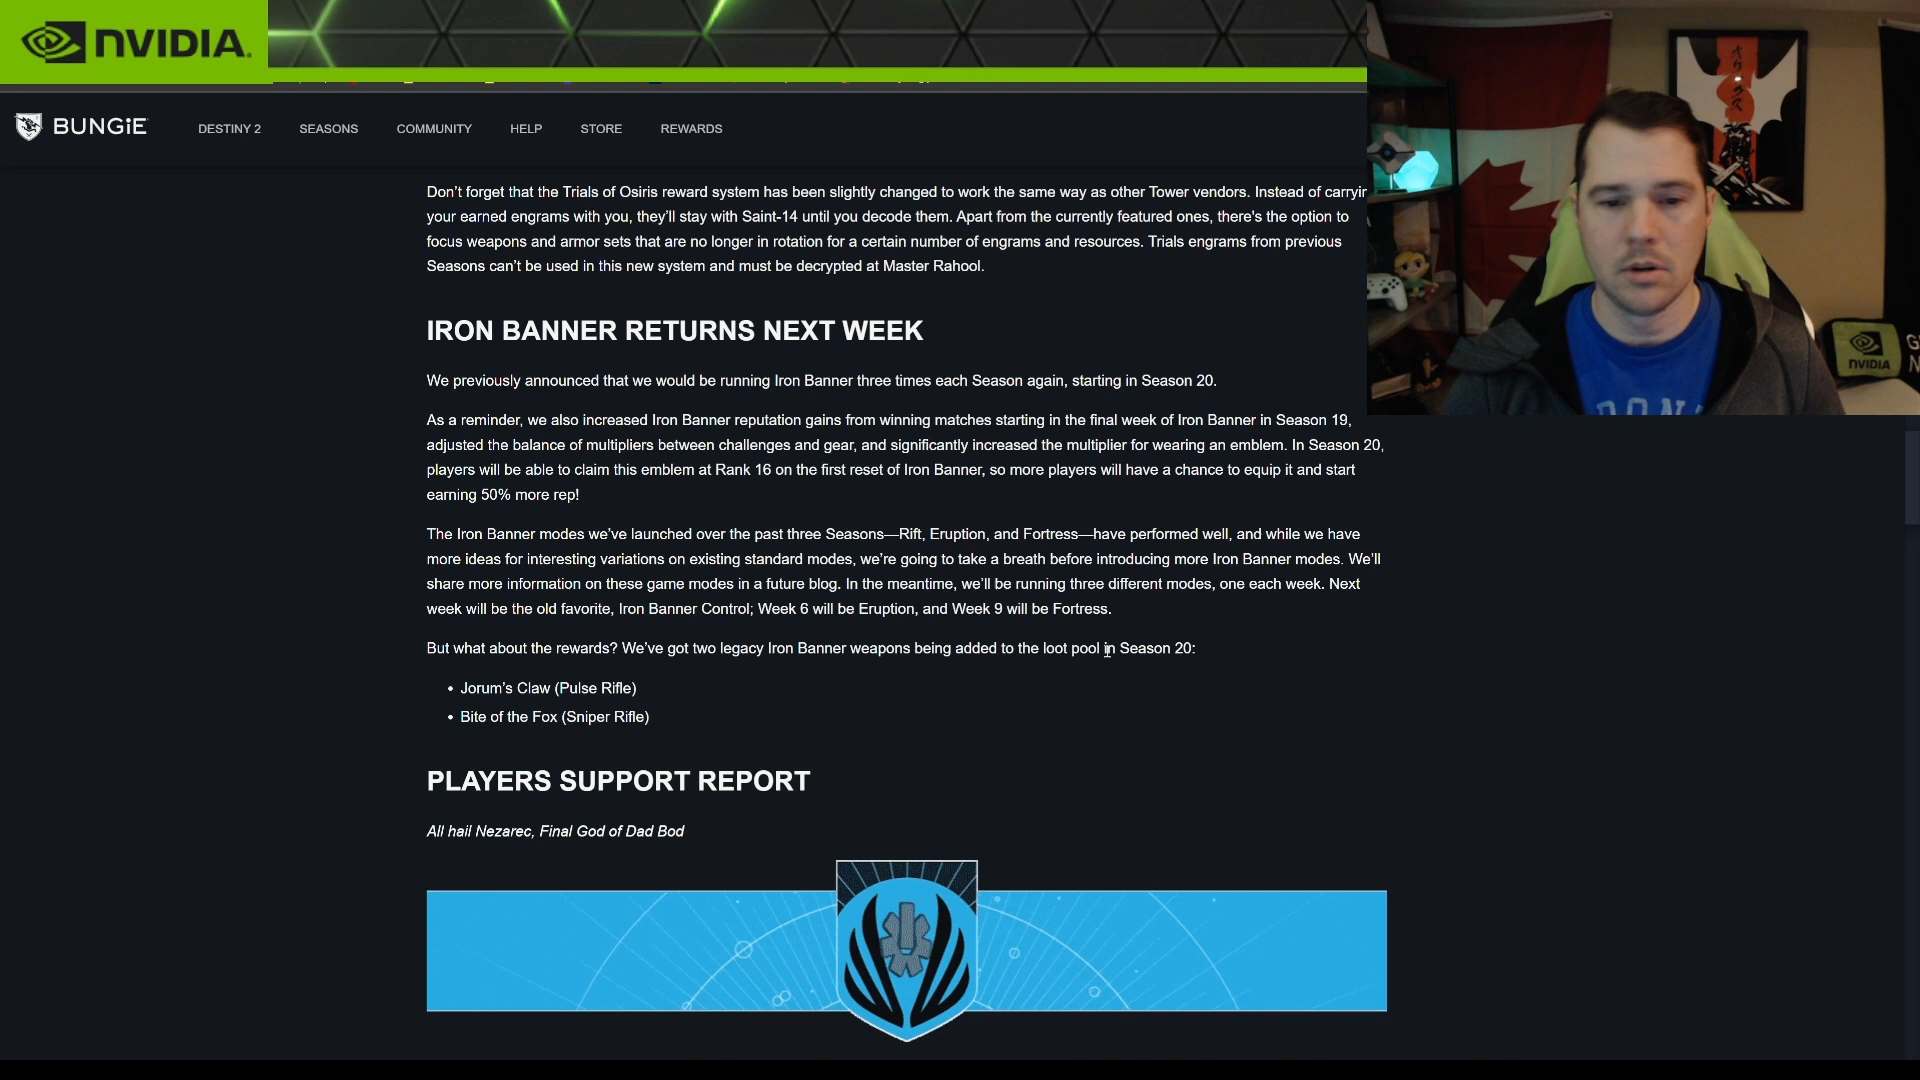 NVIDIA.
BUNGiE
DESTINY 2 SEASONS COMMUNITY HELP STORE REWARDS
Don’t forget that the Trials of Osiris reward system has been slightly changed to work the same way as other Tower vendors. Instead of carryin
your earned engrams with you, they’ll stay with Saint-14 until you decode them. Apart from the currently featured ones, there's the option to
focus weapons and armor sets that are no longer in rotation for a certain number of engrams and resources. Trials engrams from previous
Seasons can’t be used in this new system and must be decrypted at Master Rahool.
IRON BANNER RETURNS NEXT WEEK
We previously announced that we would be running Iron Banner three times each Season again, starting in Season 20.
As a reminder, we also increased Iron Banner reputation gains from winning matches starting in the final week of Iron Banner in Season 19,
adjusted the balance of multipliers between challenges and gear, and significantly increased the multiplier for wearing an emblem. In Season 20,
players will be able to claim this emblem at Rank 16 on the first reset of Iron Banner, so more players will have a chance to equip it and start
earning 50% more rep!
The Iron Banner modes we’ve launched over the past three Seasons—Rift, Eruption, and Fortress—have performed well, and while we have
more ideas for interesting variations on existing standard modes, we’re going to take a breath before introducing more Iron Banner modes. We’ll
share more information on these game modes in a future blog. In the meantime, we’ll be running three different modes, one each week. Next
week will be the old favorite, Iron Banner Control; Week 6 will be Eruption, and Week 9 will be Fortress.
But what about the rewards? We’ve got two legacy Iron Banner weapons being added to the loot pool in Season 20:
• Jorum’s Claw (Pulse Rifle)
• Bite of the Fox (Sniper Rifle)
PLAYERS SUPPORT REPORT
All hail Nezarec, Final God of Dad Bod
オリックス
NVIDIA